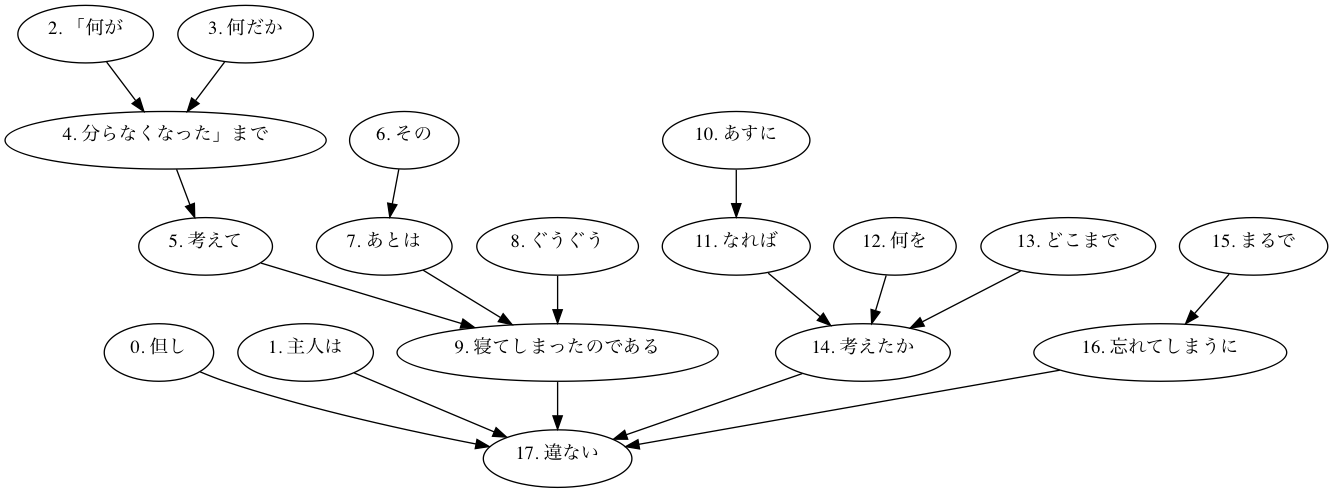 2. 「何が
3. 何だか
4. 分らなくなった」まで
6. その
10. あすに
5. 考えて
7. あとは
8. ぐうぐう
11. なれば
12. 何を
13. どこまで
15. まるで
0. 但し
1. 主人は
9. 寝てしまったのである
14. 考えたか
16. 忘れてしまうに
17. 違ない